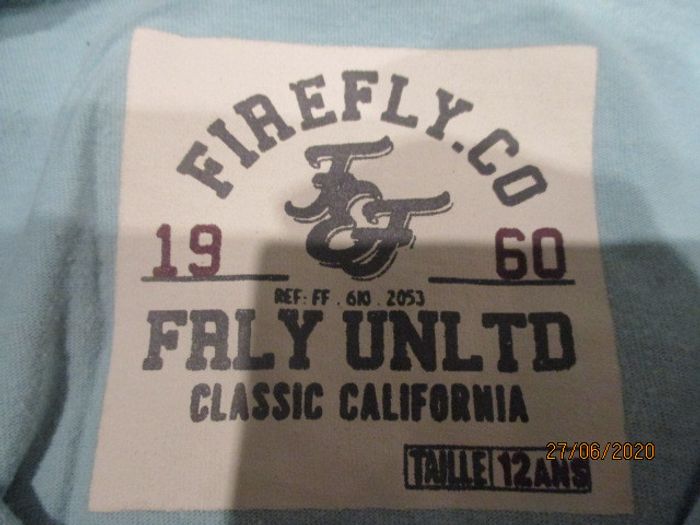 FIREFLY.CO
F&F
19 60
REF: FF . 610 . 2053
FRLY UNLTD
CLASSIC CALIFORNIA
TAILLE 12ANS
27/06/2020